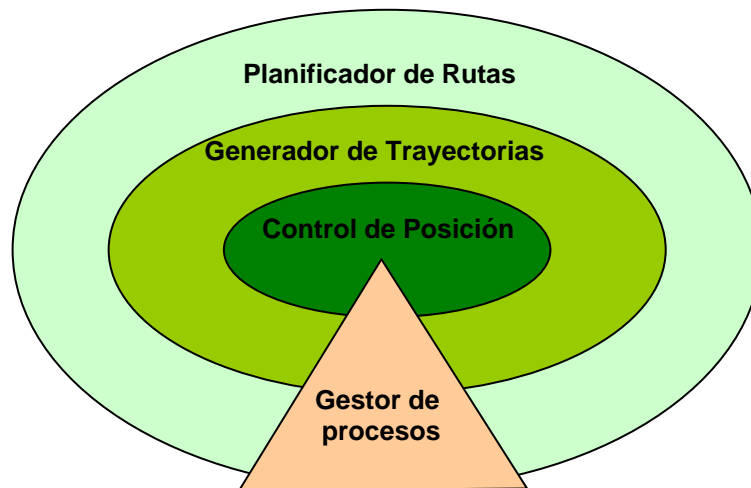 Planificador de Rutas
Generador de Trayectorias
Control de Posición
Gestor de
procesos